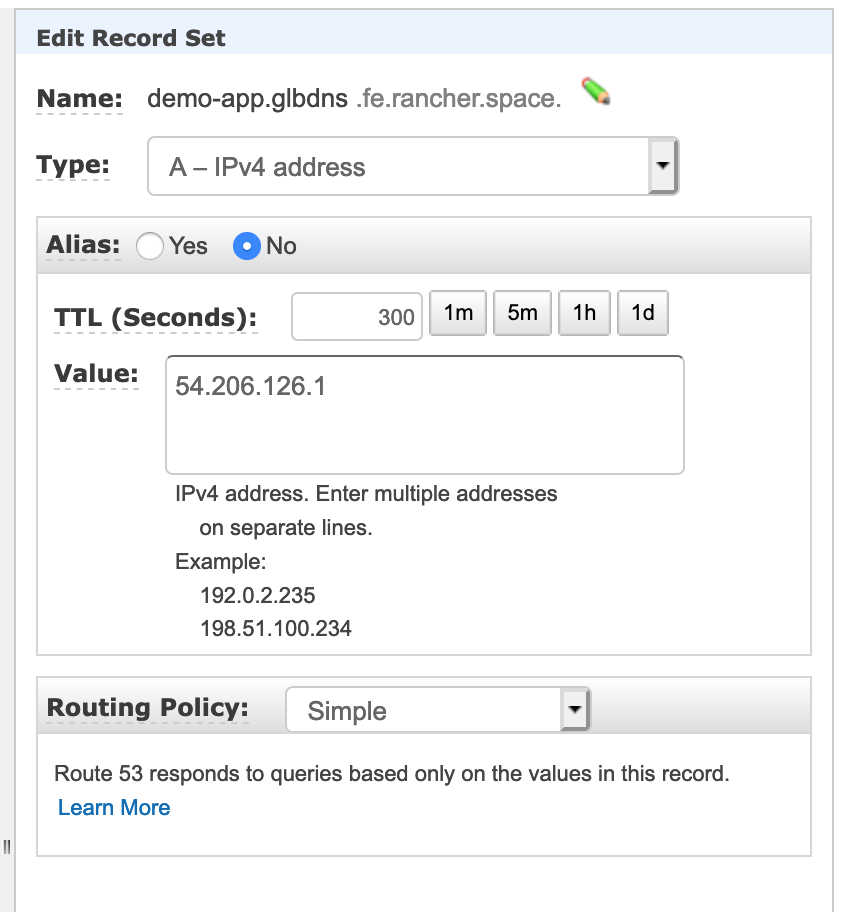 Edit Record Set
Name: demo-app.glbdns .fe.rancher.space.
Type: A – IPv4 address
Alias: Yes No
TTL (Seconds): 300 1m 5m 1h 1d
Value: 54.206.126.1
IPv4 address. Enter multiple addresses
on separate lines.
Example:
192.0.2.235
198.51.100.234
Routing Policy: Simple
Route 53 responds to queries based only on the values in this record.
Learn More